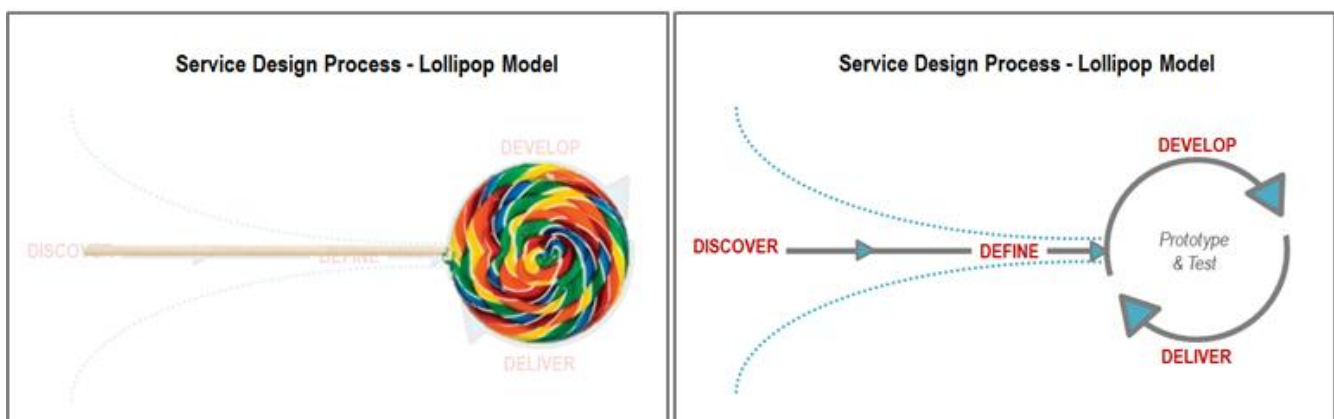 Service Design Process - Lollipop Model
DEVELOP
DISCOVER
DEFINE
DELIVER
Service Design Process - Lollipop Model
DEVELOP
DISCOVER
DEFINE
Prototype
& Test
DELIVER